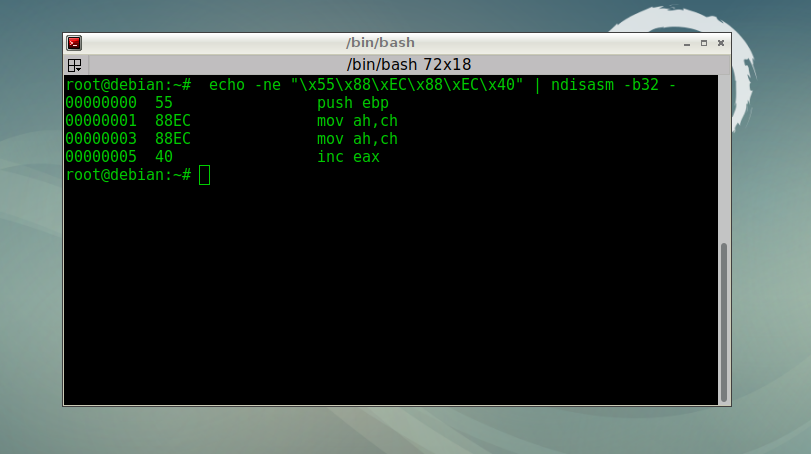 /bin/bash
/bin/bash 72x18
root@debian:~#  echo -ne "\x55\x88\xEC\x88\xEC\x40" | ndisasm -b32 -
00000000  55                push ebp
00000001  88EC              mov ah,ch
00000003  88EC              mov ah,ch
00000005  40                inc eax
root@debian:~#